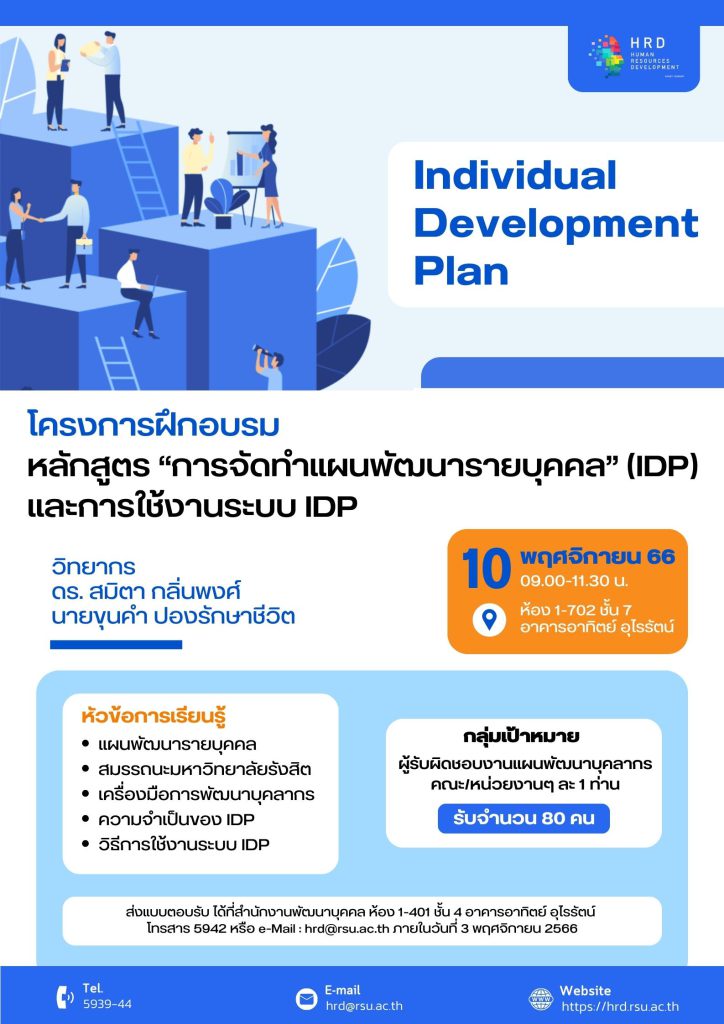 HRD
HUMAN
RESOURCES
DEVELOPMENT
Individual
Development
Plan
โครงการฝึกอบรม
หลักสูตร “การจัดทำแผนพัฒนารายบุคคล” (IDP)
และการใช้งานระบบ IDP
วิทยากร
ดร. สมิตา กลิ่นพงศ์
นายขุนคำ ปองรักษาชีวิต
10 พฤศจิกายน 66
09.00-11.30 น.
ห้อง 1-702 ชั้น 7
อาคารอาทิตย์ อุไรรัตน์
หัวข้อการเรียนรู้
• แผนพัฒนารายบุคคล
• สมรรถนะมหาวิทยาลัยรังสิต
• เครื่องมือการพัฒนาบุคลากร
• ความจำเป็นของ IDP
• วิธีการใช้งานระบบ IDP
กลุ่มเป้าหมาย
ผู้รับผิดชอบงานแผนพัฒนาบุคลากร
คณะ/หน่วยงานๆ ละ 1 ท่าน
รับจำนวน 80 คน
ส่งแบบตอบรับ ได้ที่สำนักงานพัฒนาบุคคล ห้อง 1-401 ชั้น 4 อาคารอาทิตย์ อุไรรัตน์
โทรสาร 5942 หรือ e-Mail : hrd@rsu.ac.th ภายในวันที่ 3 พฤศจิกายน 2566
Tel.
5939-44
E-mail
hrd@rsu.ac.th
WWW
Website
https://hrd.rsu.ac.th